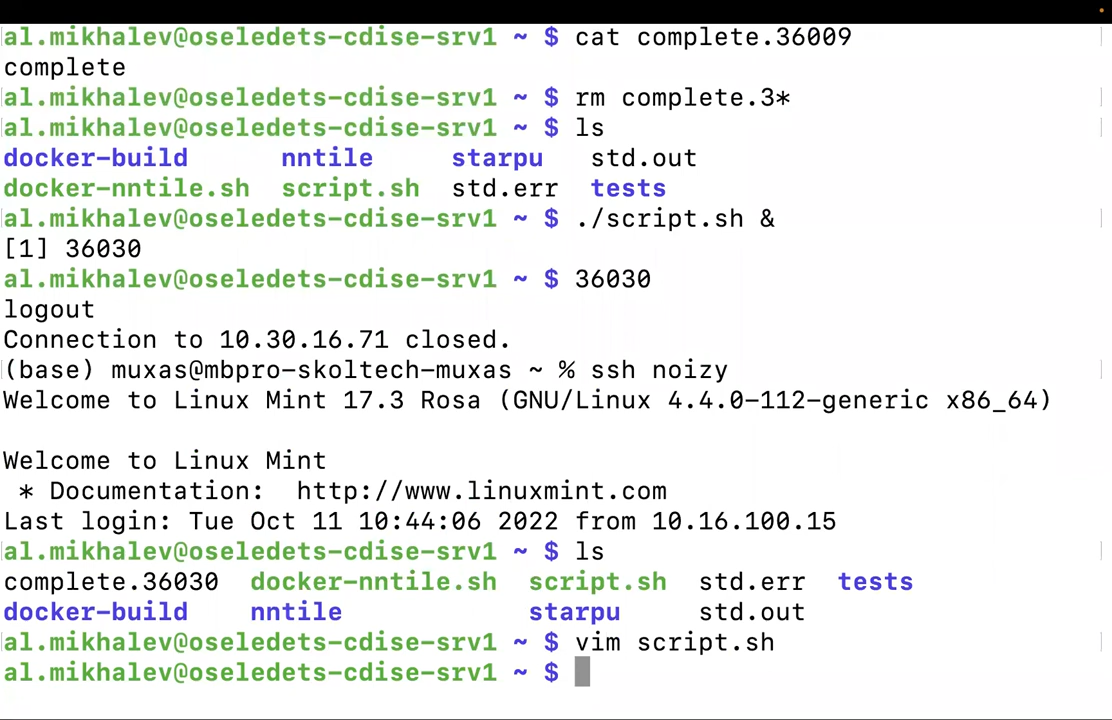 al.mikhalev@oseledets-cdise-srv1 ~ $ cat complete.36009
complete
al.mikhalev@oseledets-cdise-srv1 ~ $ rm complete.3*
al.mikhalev@oseledets-cdise-srv1 ~ $ ls
docker-build      nntile     starpu   std.out
docker-nntile.sh  script.sh  std.err  tests
al.mikhalev@oseledets-cdise-srv1 ~ $ ./script.sh &
[1] 36030
al.mikhalev@oseledets-cdise-srv1 ~ $ 36030
logout
Connection to 10.30.16.71 closed.
(base) muxas@mbpro-skoltech-muxas ~ % ssh noizy
Welcome to Linux Mint 17.3 Rosa (GNU/Linux 4.4.0-112-generic x86_64)
Welcome to Linux Mint
 * Documentation:  http://www.linuxmint.com
Last login: Tue Oct 11 10:44:06 2022 from 10.16.100.15
al.mikhalev@oseledets-cdise-srv1 ~ $ ls
complete.36030  docker-nntile.sh  script.sh  std.err  tests
docker-build    nntile            starpu     std.out
al.mikhalev@oseledets-cdise-srv1 ~ $ vim script.sh
al.mikhalev@oseledets-cdise-srv1 ~ $